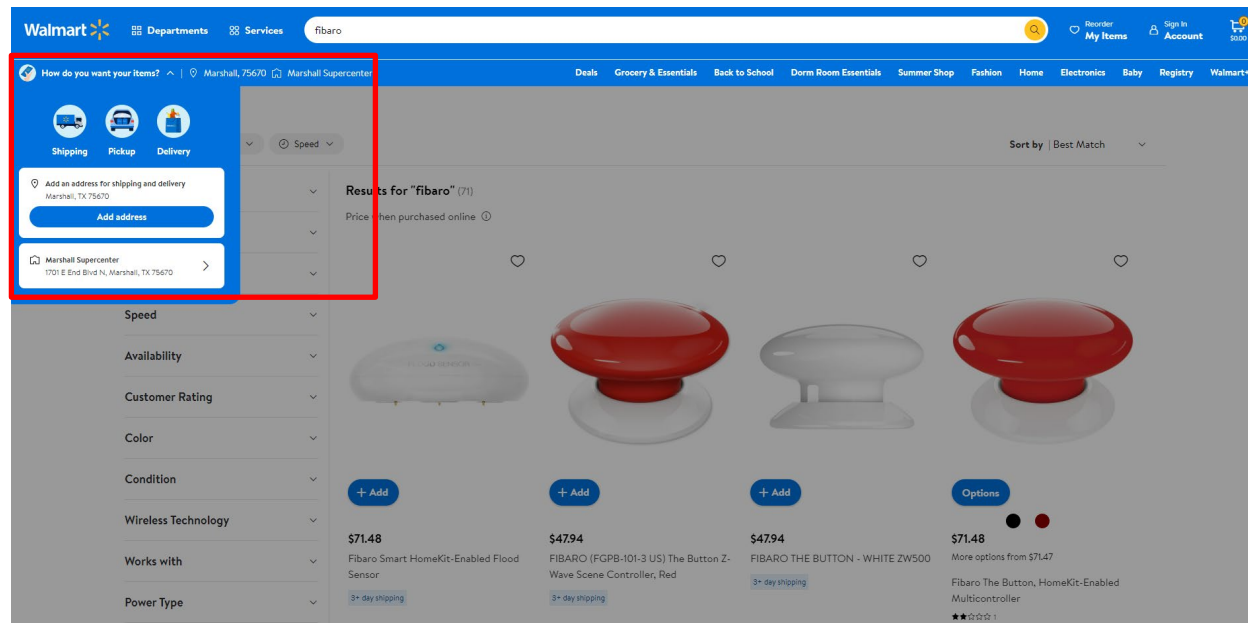 Walmart Departments Services fibaro Reorder My Items Sign In Account 0 $0.00
How do you want your items? Marshall, 75670 Marshall Supercenter Deals Grocery & Essentials Back to School Dorm Room Essentials Summer Shop Fashion Home Electronics Baby Registry Walmart+
Shipping Pickup Delivery
Speed Sort by | Best Match
Add an address for shipping and delivery
Marshall, TX 75670
Add address
Marshall Supercenter
1701 E End Blvd N, Marshall, TX 75670
Results for "fibaro" (71)
Price when purchased online
Speed
Availability
Customer Rating
Color
Condition
Wireless Technology
Works with
Power Type
+ Add
$71.48
Fibaro Smart HomeKit-Enabled Flood
Sensor
3+ day shipping
+ Add
$47.94
FIBARO (FGPB-101-3 US) The Button Z-
Wave Scene Controller, Red
3+ day shipping
+ Add
$47.94
FIBARO THE BUTTON - WHITE ZW500
3+ day shipping
Options
$71.48
More options from $71.47
Fibaro The Button, HomeKit-Enabled
Multicontroller
1